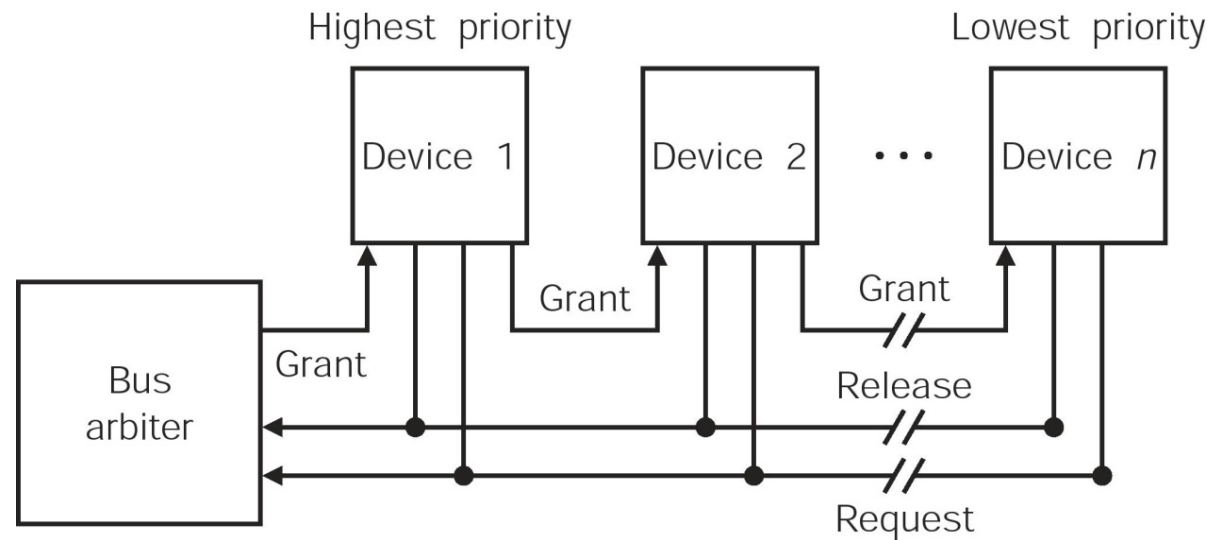 Highest priority
Lowest priority
Device 1
Device 2
...
Device n
Grant
Grant
Grant
Bus
arbiter
Release
Request